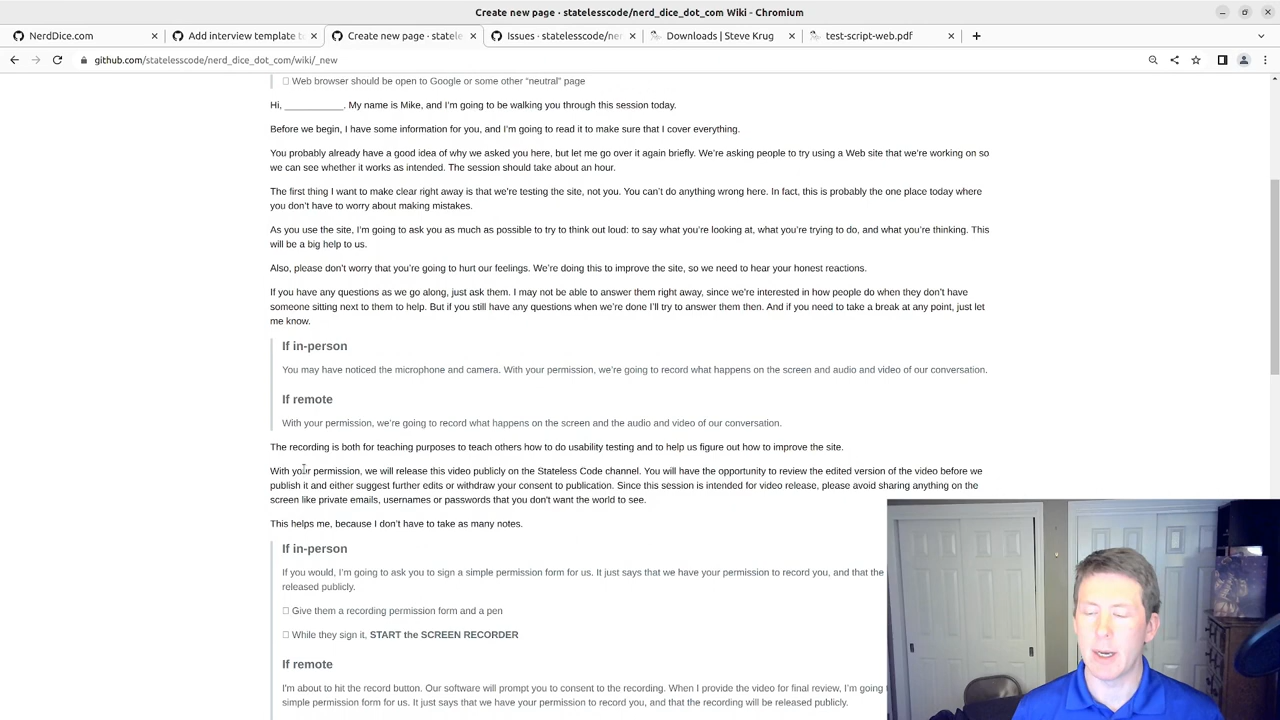 Create new page · statelesscode/nerd_dice_dot_com Wiki - Chromium
NerdDice.com
Add interview template t
Create new page · stateles
Issues · statelesscode/ner
Downloads | Steve Krug
test-script-web.pdf
github.com/statelesscode/nerd_dice_dot_com/wiki/_new
Web browser should be open to Google or some other “neutral” page
Hi, ___________. My name is Mike, and I’m going to be walking you through this session today.
Before we begin, I have some information for you, and I’m going to read it to make sure that I cover everything.
You probably already have a good idea of why we asked you here, but let me go over it again briefly. We’re asking people to try using a Web site that we’re working on so
we can see whether it works as intended. The session should take about an hour.
The first thing I want to make clear right away is that we’re testing the site, not you. You can’t do anything wrong here. In fact, this is probably the one place today where
you don’t have to worry about making mistakes.
As you use the site, I’m going to ask you as much as possible to try to think out loud: to say what you’re looking at, what you’re trying to do, and what you’re thinking. This
will be a big help to us.
Also, please don’t worry that you’re going to hurt our feelings. We’re doing this to improve the site, so we need to hear your honest reactions.
If you have any questions as we go along, just ask them. I may not be able to answer them right away, since we’re interested in how people do when they don’t have
someone sitting next to them to help. But if you still have any questions when we’re done I’ll try to answer them then. And if you need to take a break at any point, just let
me know.
If in-person
You may have noticed the microphone and camera. With your permission, we’re going to record what happens on the screen and audio and video of our conversation.
If remote
With your permission, we’re going to record what happens on the screen and the audio and video of our conversation.
The recording is both for teaching purposes to teach others how to do usability testing and to help us figure out how to improve the site.
With your permission, we will release this video publicly on the Stateless Code channel. You will have the opportunity to review the edited version of the video before we
publish it and either suggest further edits or withdraw your consent to publication. Since this session is intended for video release, please avoid sharing anything on the
screen like private emails, usernames or passwords that you don't want the world to see.
This helps me, because I don’t have to take as many notes.
If in-person
If you would, I’m going to ask you to sign a simple permission form for us. It just says that we have your permission to record you, and that the
released publicly.
Give them a recording permission form and a pen
While they sign it, START the SCREEN RECORDER
If remote
I'm about to hit the record button. Our software will prompt you to consent to the recording. When I provide the video for final review, I’m going t
simple permission form for us. It just says that we have your permission to record you, and that the recording will be released publicly.